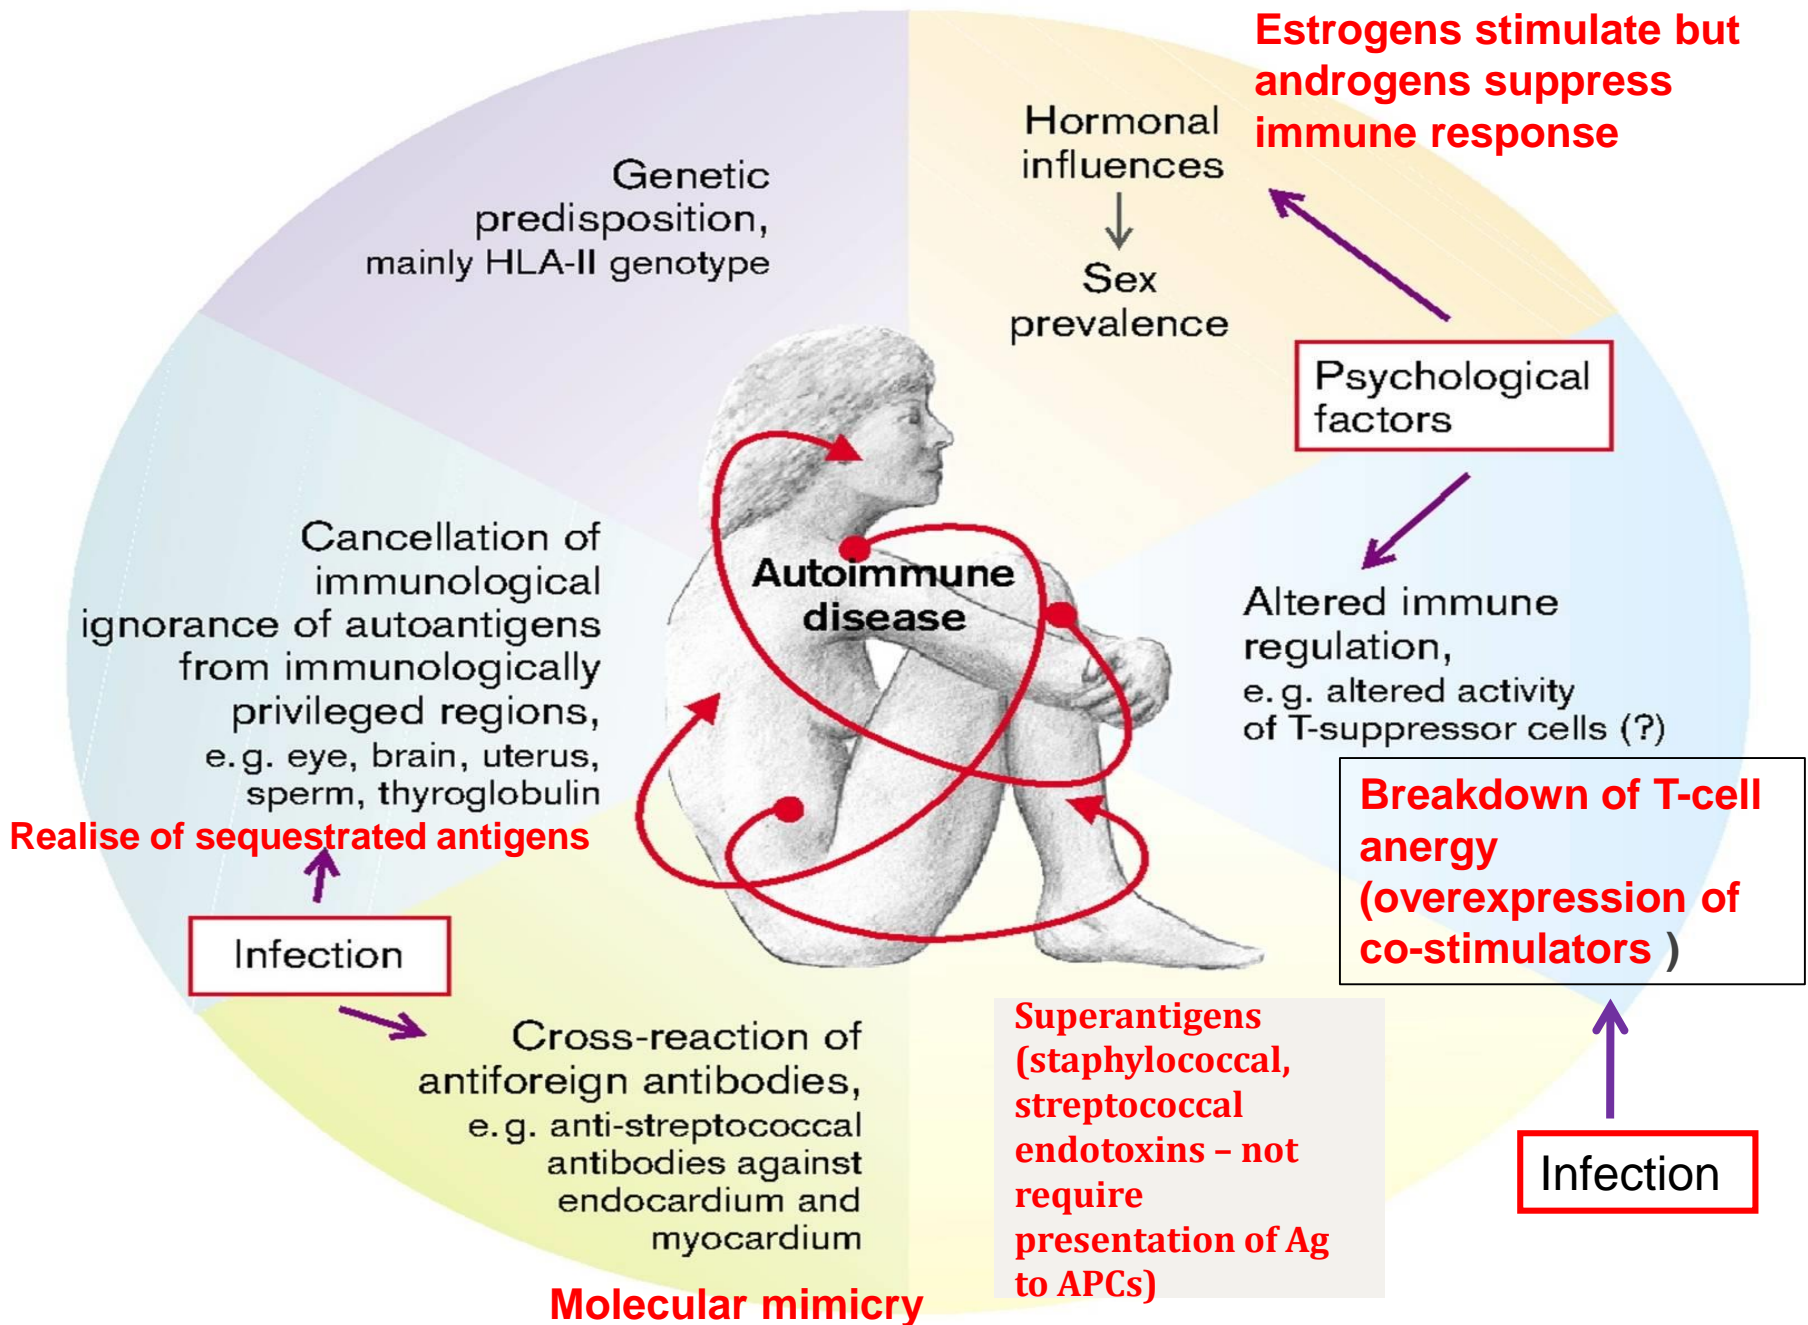 Estrogens stimulate but
androgens suppress
immune response
Hormonal
influences
Sex
prevalence
Genetic
predisposition,
mainly HLA-II genotype
Psychological
factors
Cancellation of
immunological
ignorance of autoantigens
from immunologically
privileged regions,
e.g. eye, brain, uterus,
sperm, thyroglobulin
Realise of sequestrated antigens
Autoimmune
disease
Altered immune
regulation,
e.g. altered activity
of T-suppressor cells (?)
Breakdown of T-cell
anergy
(overexpression of
co-stimulators )
Infection
Infection
Cross-reaction of
antiforeign antibodies,
e.g. anti-streptococcal
antibodies against
endocardium and
myocardium
Molecular mimicry
Superantigens
(staphylococcal,
streptococcal
endotoxins – not
require
presentation of Ag
to APCs)